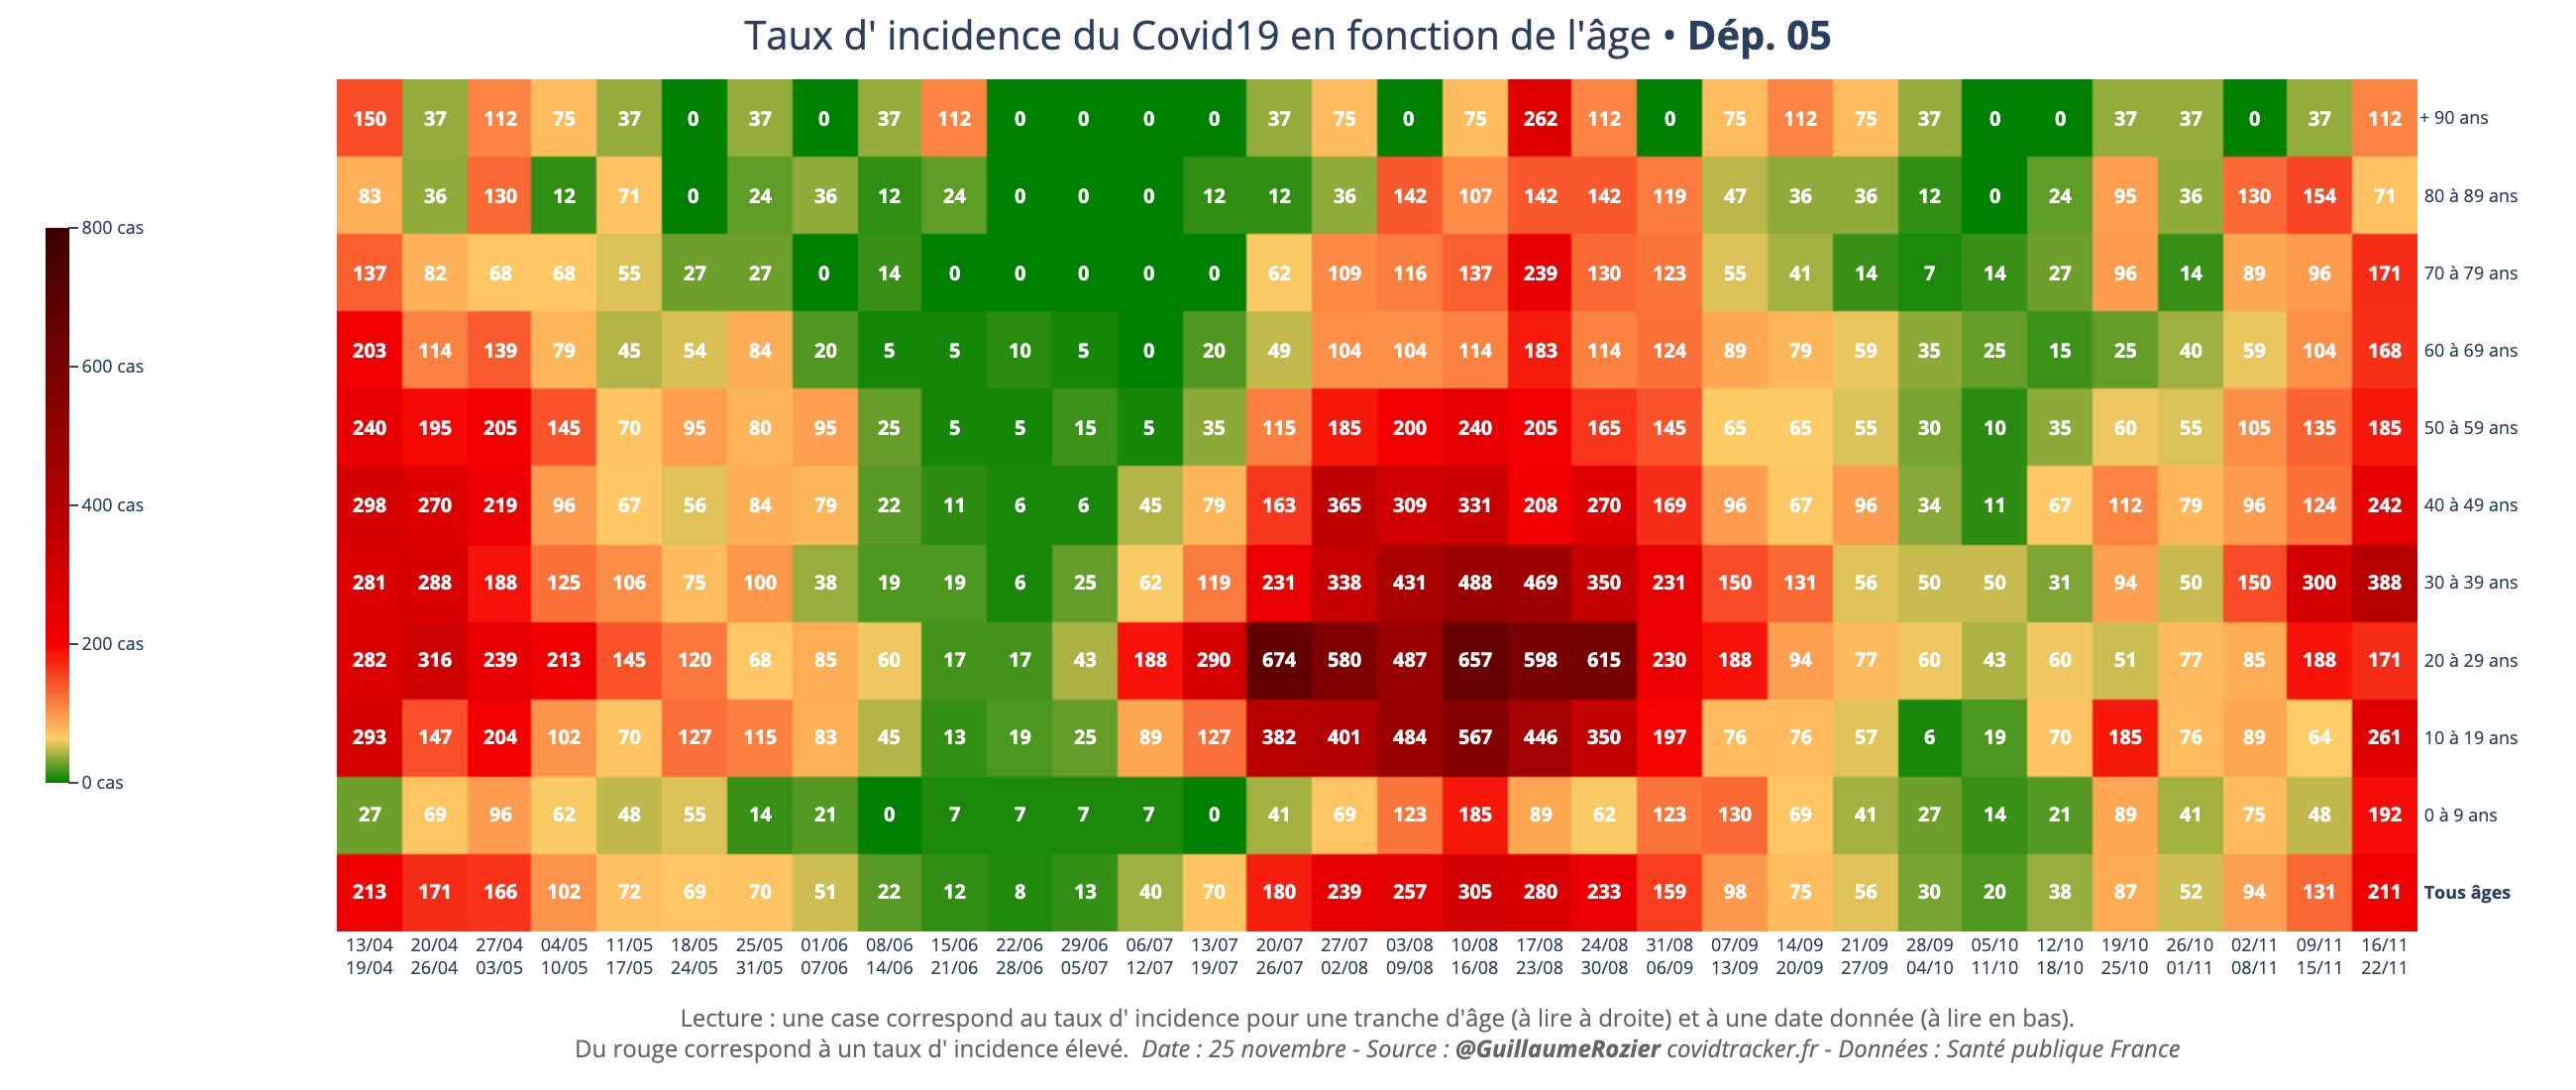 Taux d' incidence du Covid19 en fonction de l'âge • Dép. 05
800 cas
600 cas
400 cas
200 cas
0 cas
150 37 112 75 37 0 37 0 37 112 0 0 0 0 37 75 0 75 262 112 0 75 112 75 37 0 0 37 37 0 37 112 + 90 ans
83 36 130 12 71 0 24 36 12 24 0 0 0 12 12 36 142 107 142 142 119 47 36 36 12 0 24 95 36 130 154 71 80 à 89 ans
137 82 68 68 55 27 27 0 14 0 0 0 0 0 62 109 116 137 239 130 123 55 41 14 7 14 27 96 14 89 96 171 70 à 79 ans
203 114 139 79 45 54 84 20 5 5 10 5 0 20 49 104 104 114 183 114 124 89 79 59 35 25 15 25 40 59 104 168 60 à 69 ans
240 195 205 145 70 95 80 95 25 5 5 15 5 35 115 185 200 240 205 165 145 65 65 55 30 10 35 60 55 105 135 185 50 à 59 ans
298 270 219 96 67 56 84 79 22 11 6 6 45 79 163 365 309 331 208 270 169 96 67 96 34 11 67 112 79 96 124 242 40 à 49 ans
281 288 188 125 106 75 100 38 19 19 6 25 62 119 231 338 431 488 469 350 231 150 131 56 50 50 31 94 50 150 300 388 30 à 39 ans
282 316 239 213 145 120 68 85 60 17 17 43 188 290 674 580 487 657 598 615 230 188 94 77 60 43 60 51 77 85 188 171 20 à 29 ans
293 147 204 102 70 127 115 83 45 13 19 25 89 127 382 401 484 567 446 350 197 76 76 57 6 19 70 185 76 89 64 261 10 à 19 ans
27 69 96 62 48 55 14 21 0 7 7 7 7 0 41 69 123 185 89 62 123 130 69 41 27 14 21 89 41 75 48 192 0 à 9 ans
213 171 166 102 72 69 70 51 22 12 8 13 40 70 180 239 257 305 280 233 159 98 75 56 30 20 38 87 52 94 131 211 Tous âges
13/04 20/04 27/04 04/05 11/05 18/05 25/05 01/06 08/06 15/06 22/06 29/06 06/07 13/07 20/07 27/07 03/08 10/08 17/08 24/08 31/08 07/09 14/09 21/09 28/09 05/10 12/10 19/10 26/10 02/11 09/11 16/11
19/04 26/04 03/05 10/05 17/05 24/05 31/05 07/06 14/06 21/06 28/06 05/07 12/07 19/07 26/07 02/08 09/08 16/08 23/08 30/08 06/09 13/09 20/09 27/09 04/10 11/10 18/10 25/10 01/11 08/11 15/11 22/11
Lecture : une case correspond au taux d' incidence pour une tranche d'âge (à lire à droite) et à une date donnée (à lire en bas).
Du rouge correspond à un taux d' incidence élevé. Date : 25 novembre - Source : @GuillaumeRozier covidtracker.fr - Données : Santé publique France